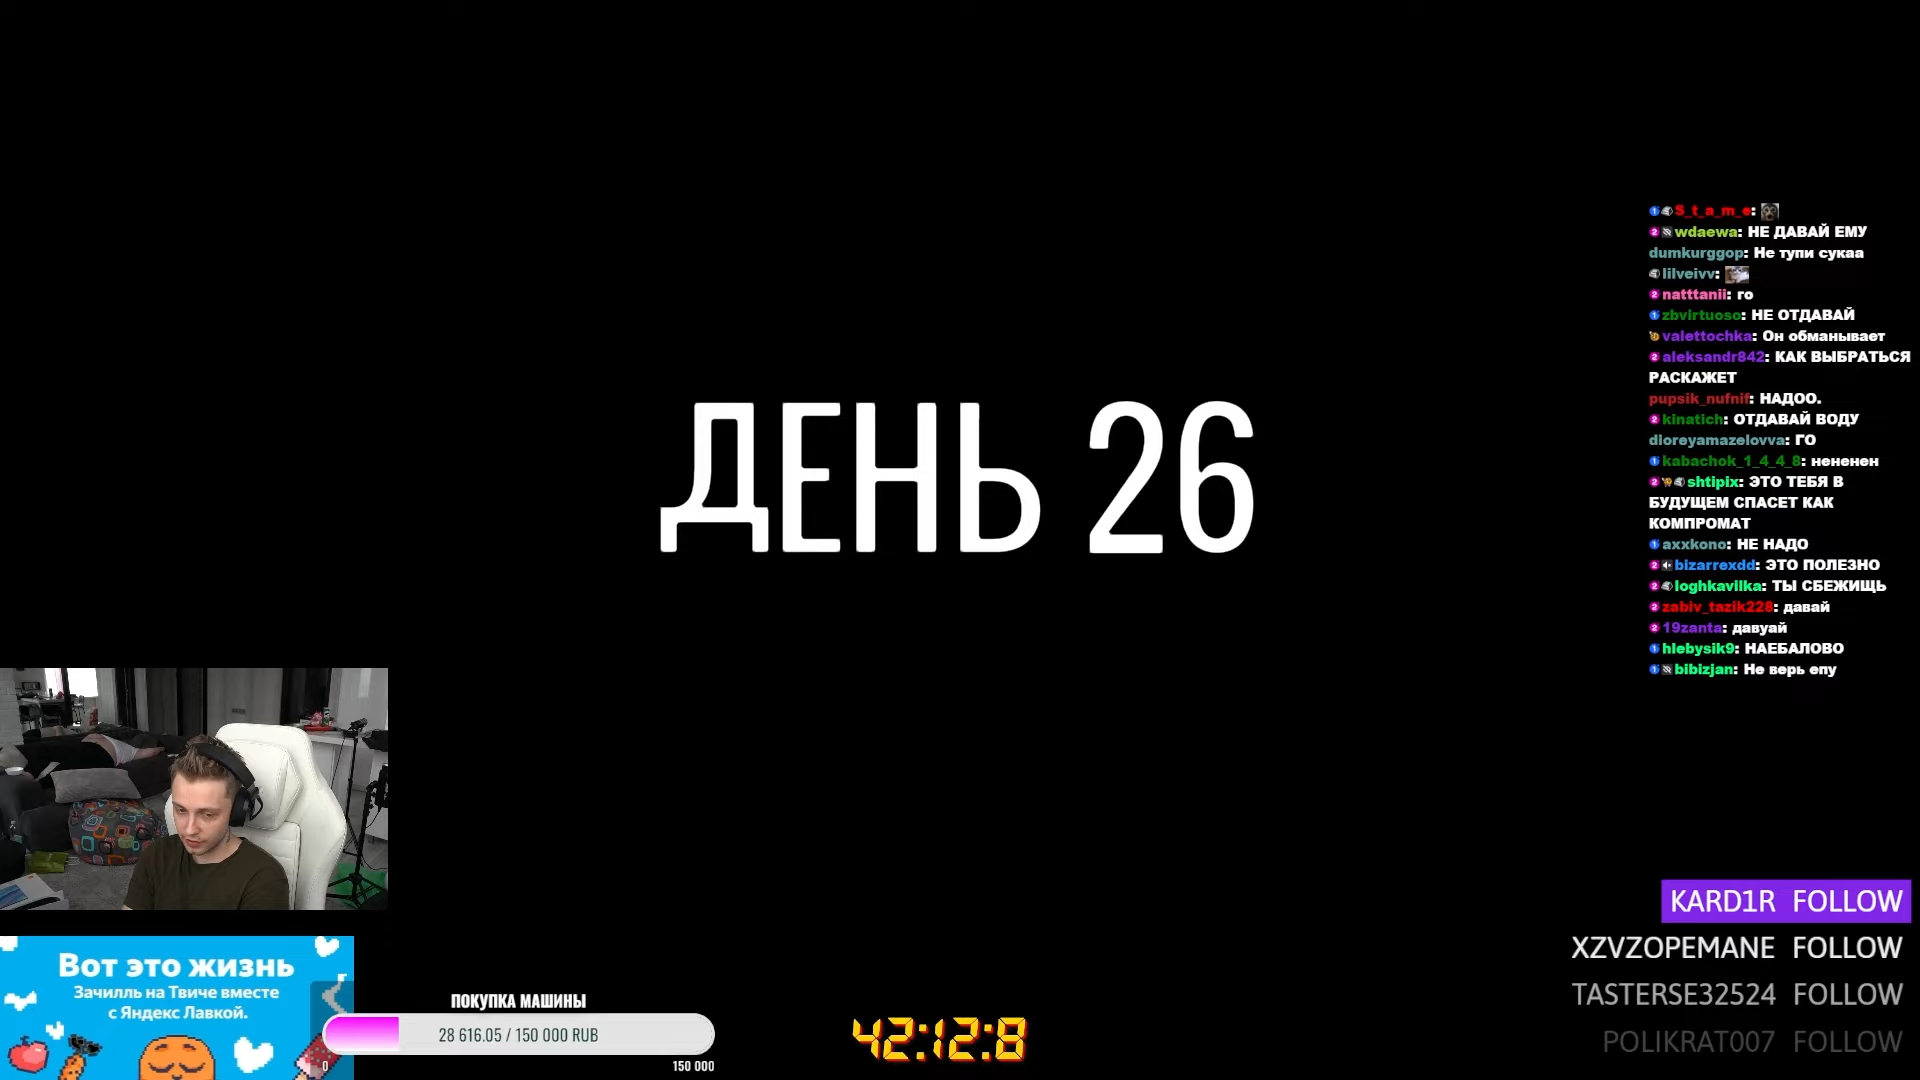 S_t_a_m_e:
wdaewa: НЕ ДАВАЙ ЕМУ
dumkurggop: Не тупи сукаа
lilveivv:
natttanii: го
zbvirtuoso: НЕ ОТДАВАЙ
valettochka: Он обманывает
aleksandr842: КАК ВЫБРАТЬСЯ
РАСКАЖЕТ
pupsik_nufnif: НАДОО.
kinatich: ОТДАВАЙ ВОДУ
dioreyamazelovva: ГО
kabachok_1_4_4_8: нененен
shtipix: ЭТО ТЕБЯ В
БУДУЩЕМ СПАСЕТ КАК
КОМПРОМАТ
axxkono: НЕ НАДО
bizarrexdd: ЭТО ПОЛЕЗНО
loghkavilka: ТЫ СБЕЖИЩЬ
zabiv_tazik228: давай
19zanta: давуай
hlebysik9: НАЕБАЛОВО
bibizjan: Не верь епу
ДЕНЬ 26
KARD1R FOLLOW
XZVZOPEMANE FOLLOW
TASTERSE32524 FOLLOW
POLIKRAT007 FOLLOW
Вот это жизнь
Зачилль на Твиче вместе
с Яндекс Лавкой.
ПОКУПКА МАШИНЫ
28 616.05 / 150 000 RUB
0
150 000
42:12:8